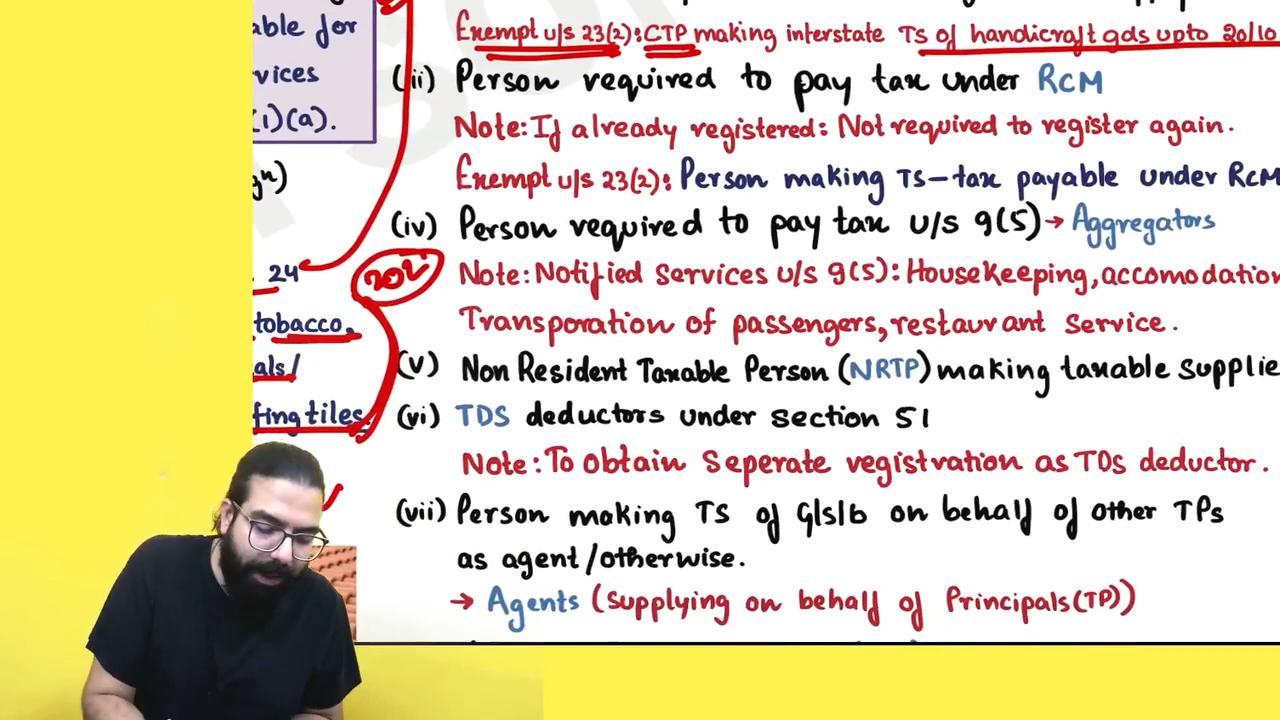 able for
vices
(1)(a).
gn)
24
202
tobacco,
als/
fing tiles
Exempt u/s 23(2): CTP making interstate TS of handicraft gds upto 20/10
(ii) Person required to pay tax under RCM
Note: If already registered: Not required to register again.
Exempt u/s 23(2): Person making TS-tax payable under RCM
(iv) Person required to pay tax u/s 9(5) → Aggregators
Note: Notified services u/s 9(5): Housekeeping, accomodation
Transporation of passengers, restaurant service.
(v) Non Resident Taxable Person (NRTP) making taxable supplie
(vi) TDS deductors under section 51
Note: To obtain seperate registration as TDS deductor.
(vii) Person making TS of G/S/b on behalf of other TPs
as agent/otherwise.
→ Agents (supplying on behalf of Principals(TP))